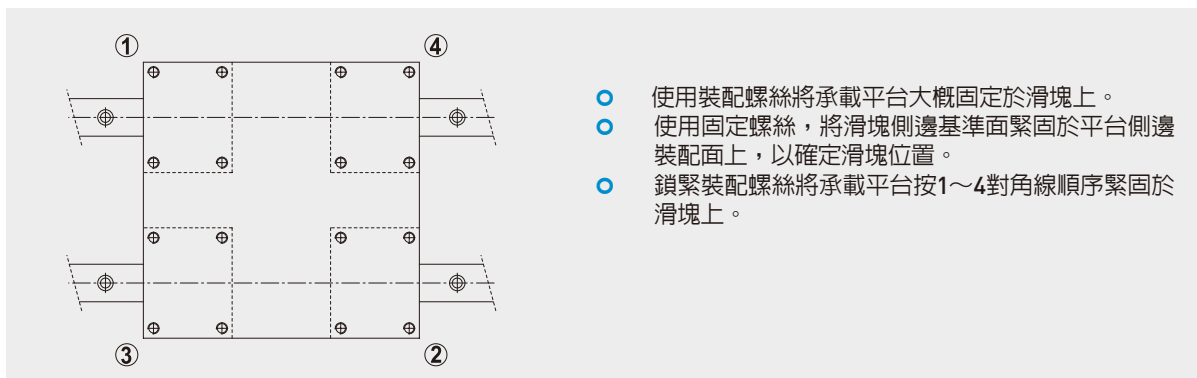 ①
④
使用裝配螺絲將承載平台大概固定於滑塊上。
使用固定螺絲，將滑塊側邊基準面緊固於平台側邊
裝配面上，以確定滑塊位置。
鎖緊裝配螺絲將承載平台按1～4對角線順序緊固於
滑塊上。
③
②